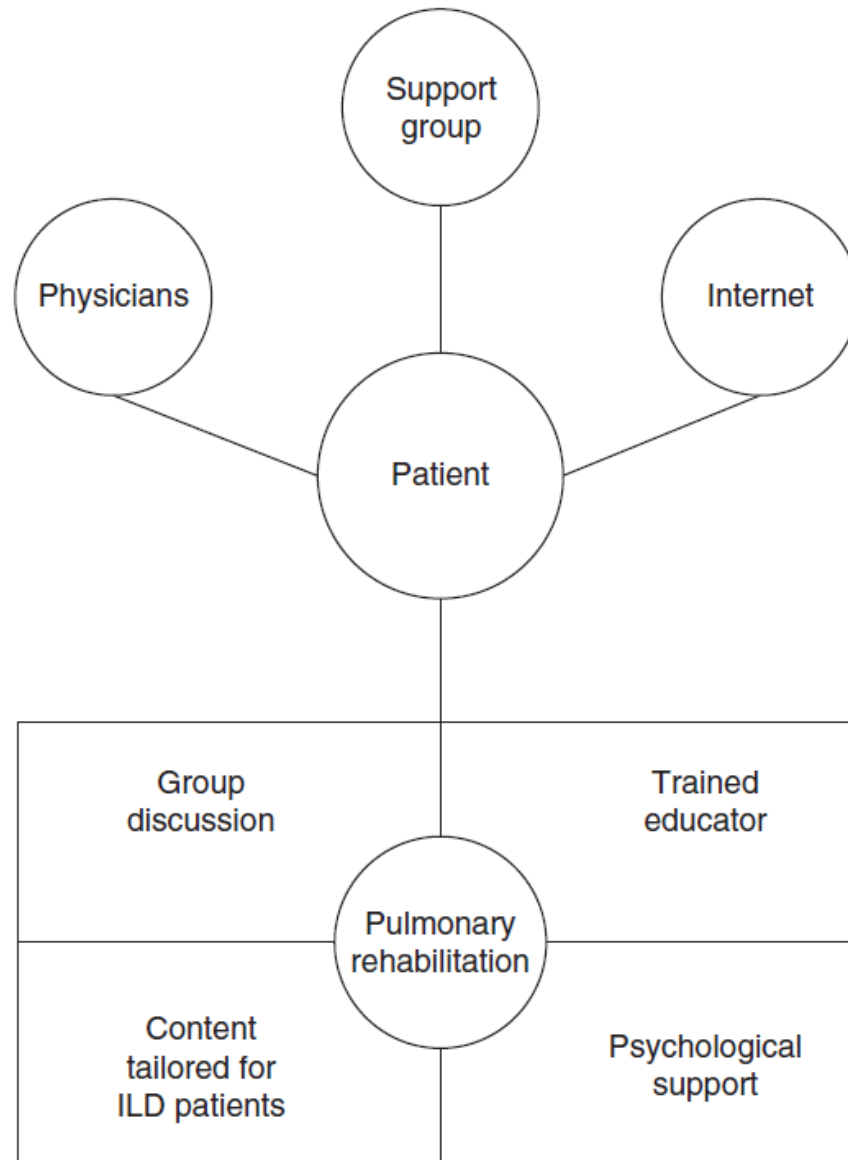 Support
group
Physicians
Internet
Patient
Group
discussion
Trained
educator
Pulmonary
rehabilitation
Content
tailored for
ILD patients
Psychological
support